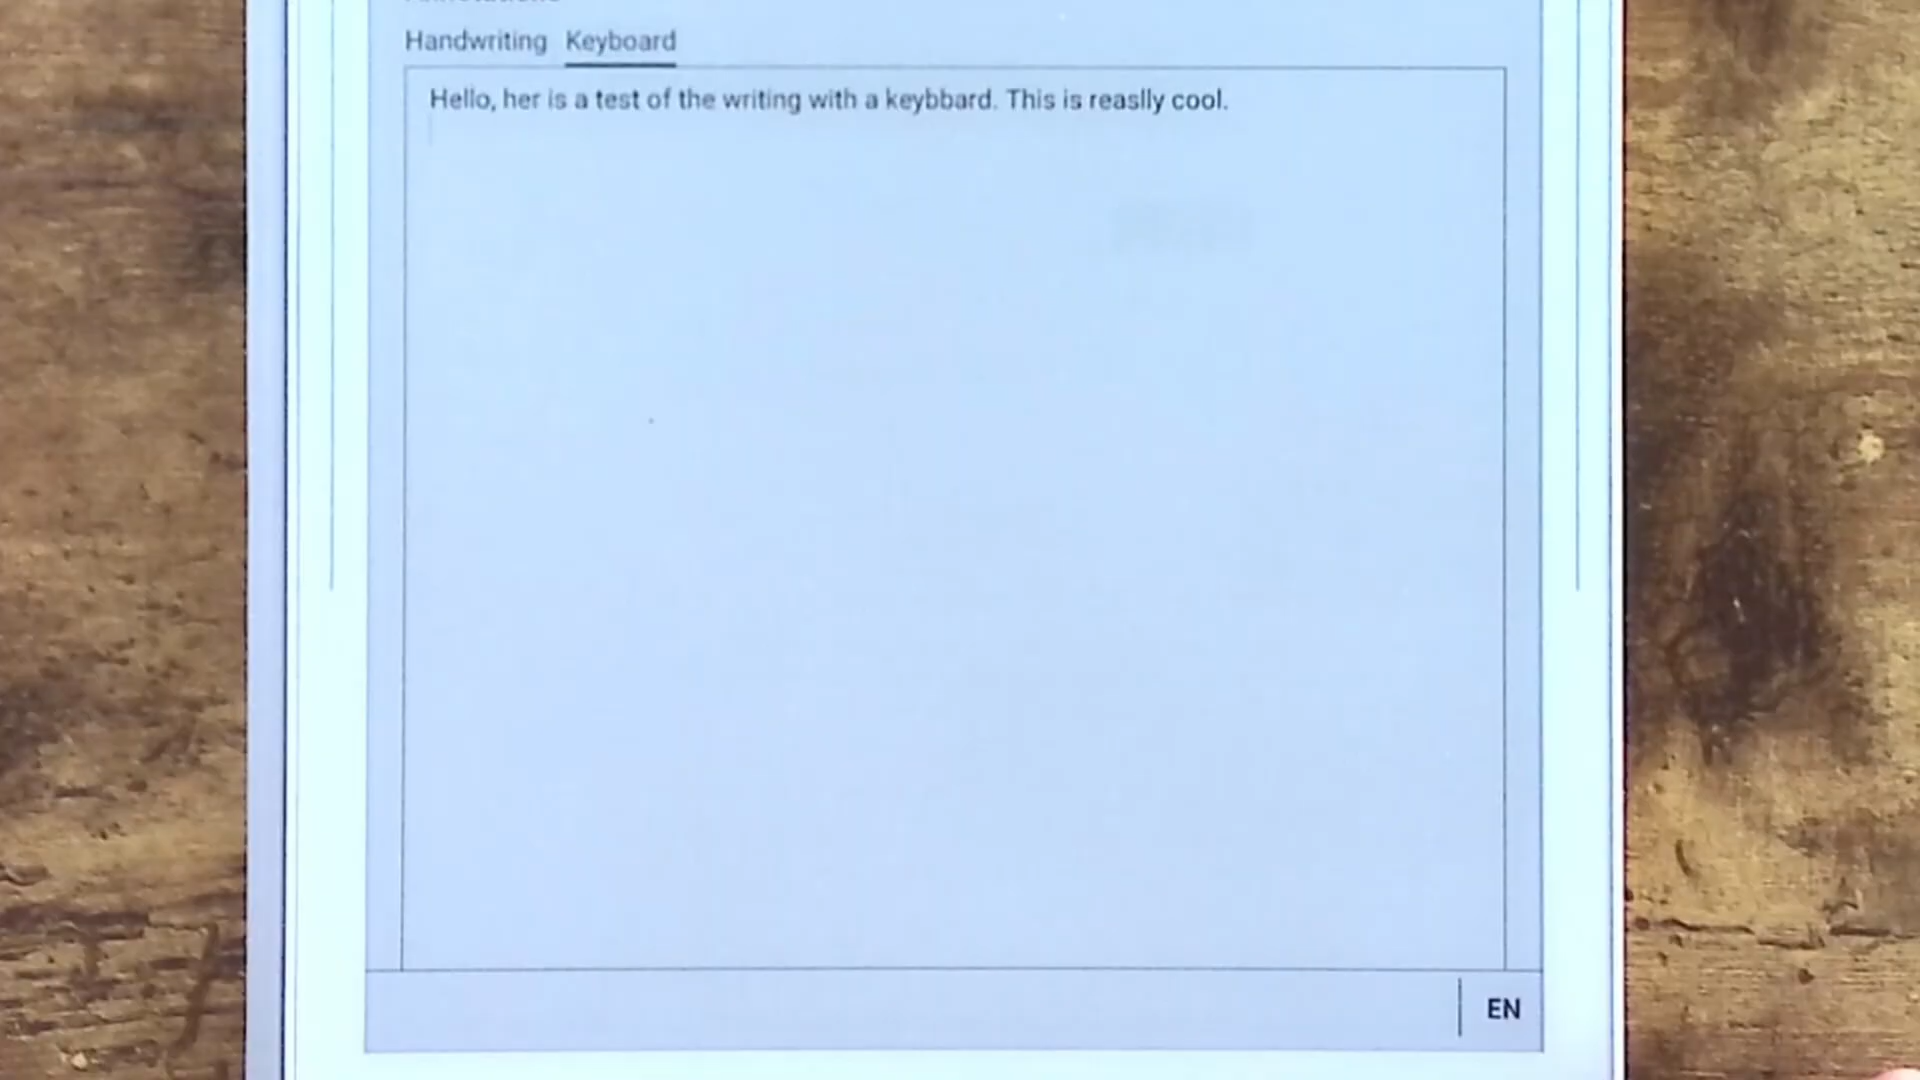 Handwriting Keyboard
Hello, her is a test of the writing with a keybbard. This is reaslly cool.
EN